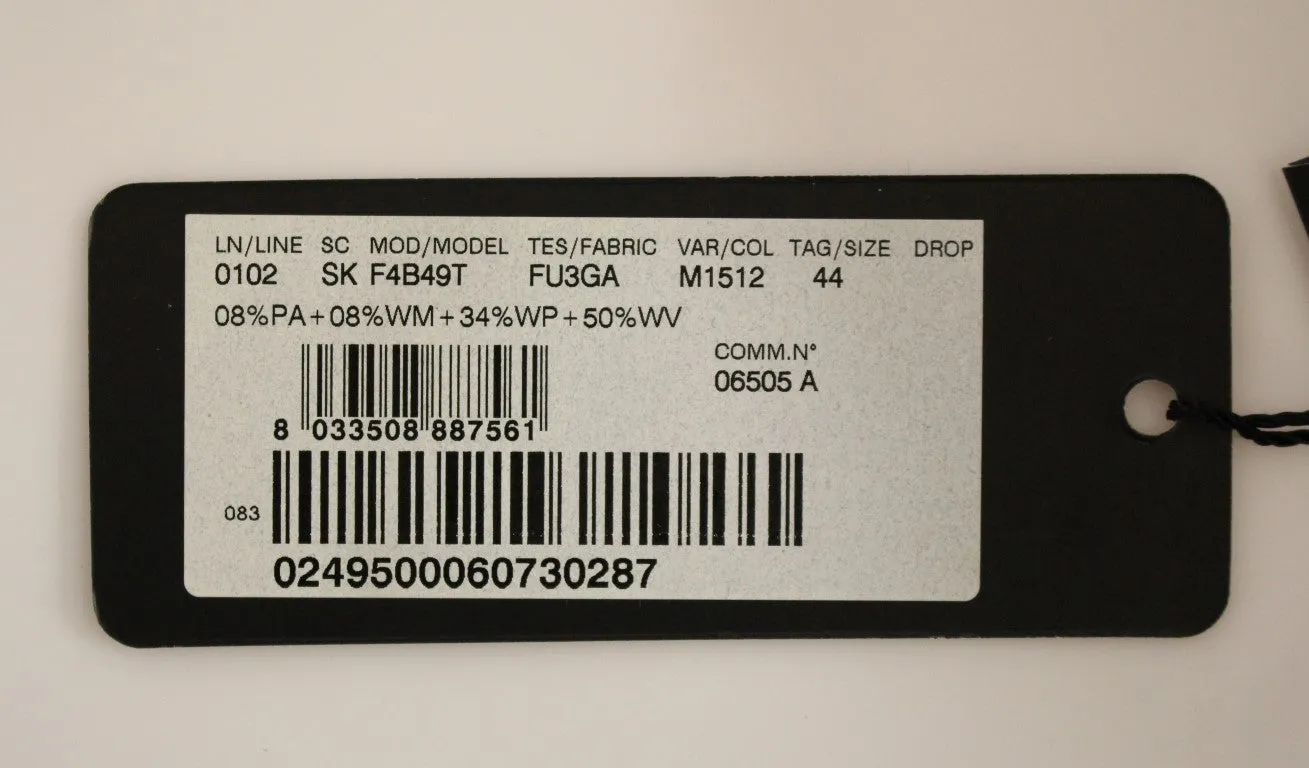 LN/LINE SC MOD/MODEL TES/FABRIC VAR/COL TAG/SIZE DROP
0102 SK F4B49T FU3GA M1512 44
08%PA+08%WM+34%WP+50%WV
COMM.N°
06505 A
8 033508 887561
083
0249500060730287